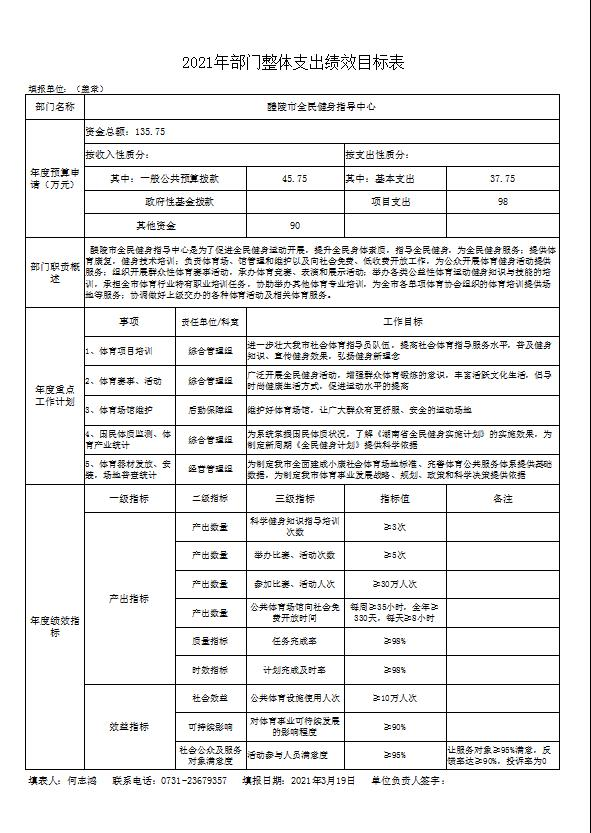 2021年部门整体支出绩效目标表
填报单位：（盖章）
部门名称 醴陵市全民健身指导中心
年度预算申
请（万元）
资金总额：135.75
按收入性质分： 按支出性质分：
其中：一般公共预算拨款 45.75 其中：基本支出 37.75
政府性基金拨款 项目支出 98
其他资金 90
部门职责概
述
醴陵市全民健身指导中心是为了促进全民健身运动开展，提升全民身体素质，指导全民健身，为全民健身服务；提供体
育康复，健身技术培训；负责体育场、馆管理和维护以及向社会免费、低收费开放工作，为公众开展体育健身活动提供
服务；组织开展群众性体育赛事活动，承办体育竞赛、表演和展示活动；举办各类公益性体育运动健身知识与技能的培
训，承担全市体育行业特有职业培训任务，协助举办其他体育专业培训，为全市各单项体育协会组织的体育培训提供场
地等服务；协调做好上级交办的各种体育活动及相关体育服务。
年度重点
工作计划
事项 责任单位/科室 工作目标
1、体育项目培训 综合管理组 进一步壮大我市社会体育指导员队伍，提高社会体育指导服务水平，普及健身
知识、宣传健身效果，弘扬健身新理念
2、体育赛事、活动 综合管理组 广泛开展全民健身活动，增强群众体育锻炼的意识，丰富活跃文化生活，倡导
时尚健康生活方式，促进运动水平的提高
3、体育场馆维护 后勤保障组 维护好体育场馆，让广大群众有更舒服、安全的运动场地
4、国民体质监测、体
育产业统计
综合管理组 为系统掌握国民体质状况，了解《湖南省全民健身实施计划》的实施效果，为
制定新周期《全民健身计划》提供科学依据
5、体育器材发放、安
装，场地普查统计
经营管理组 为制定我市全面建成小康社会体育场地标准、完善体育公共服务体系提供基础
数据，为制定我市体育事业发展战略、规划、政策和科学决策提供依据
年度绩效指
标
一级指标 二级指标 三级指标 指标值 备注
产出指标
产出数量 科学健身知识指导培训
次数 ≥3次
产出数量 举办比赛、活动次数 ≥5次
产出数量 参加比赛、活动人次 ≥30万人次
产出数量 公共体育场馆向社会免
费开放时间
每周≥35小时，全年≥
330天，每天≥8小时
质量指标 任务完成率 ≥98%
时效指标 计划完成及时率 ≥98%
效益指标
社会效益 公共体育设施使用人次 ≥10万人次
可持续影响 对体育事业可持续发展
的影响程度 ≥90%
社会公众及服务
对象满意度
活动参与人员满意度 ≥95% 让服务对象≥95%满意，反
馈率达≥90%，投诉率为0
填表人：何志鸿 联系电话：0731-23679357 填报日期：2021年3月19日 单位负责人签字：